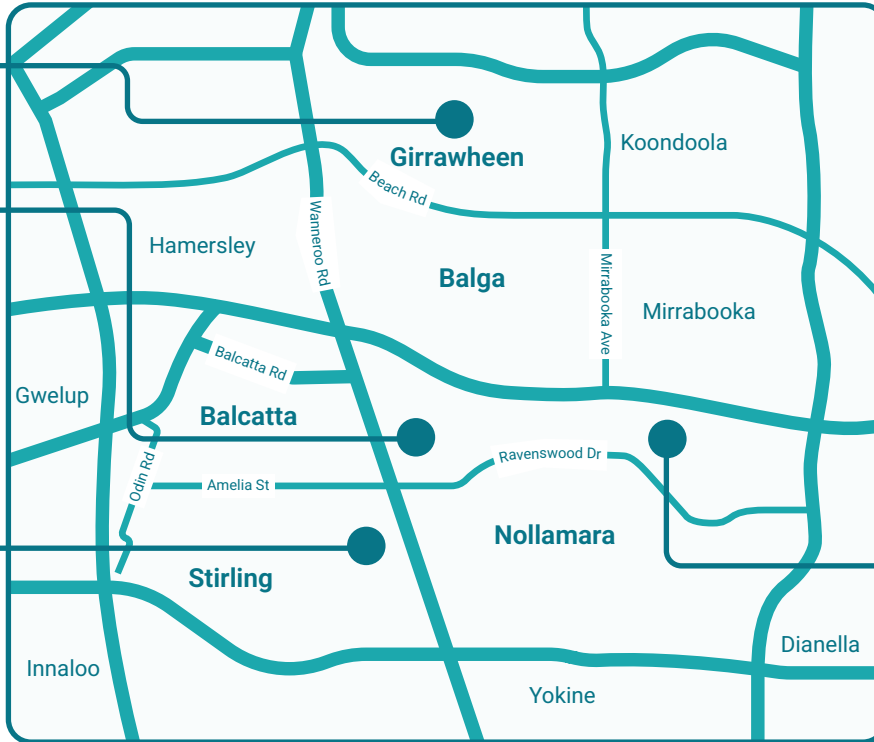 Koondoola
Girrawheen
Beach Rd
Wanneroo Rd
Hamersley
Balga
Mirrabooka Ave
Mirrabooka
Balcatta Rd
Gwelup
Balcatta
Ravenswood Dr
Odin Rd
Amelia St
Nollamara
Stirling
Dianella
Innaloo
Yokine